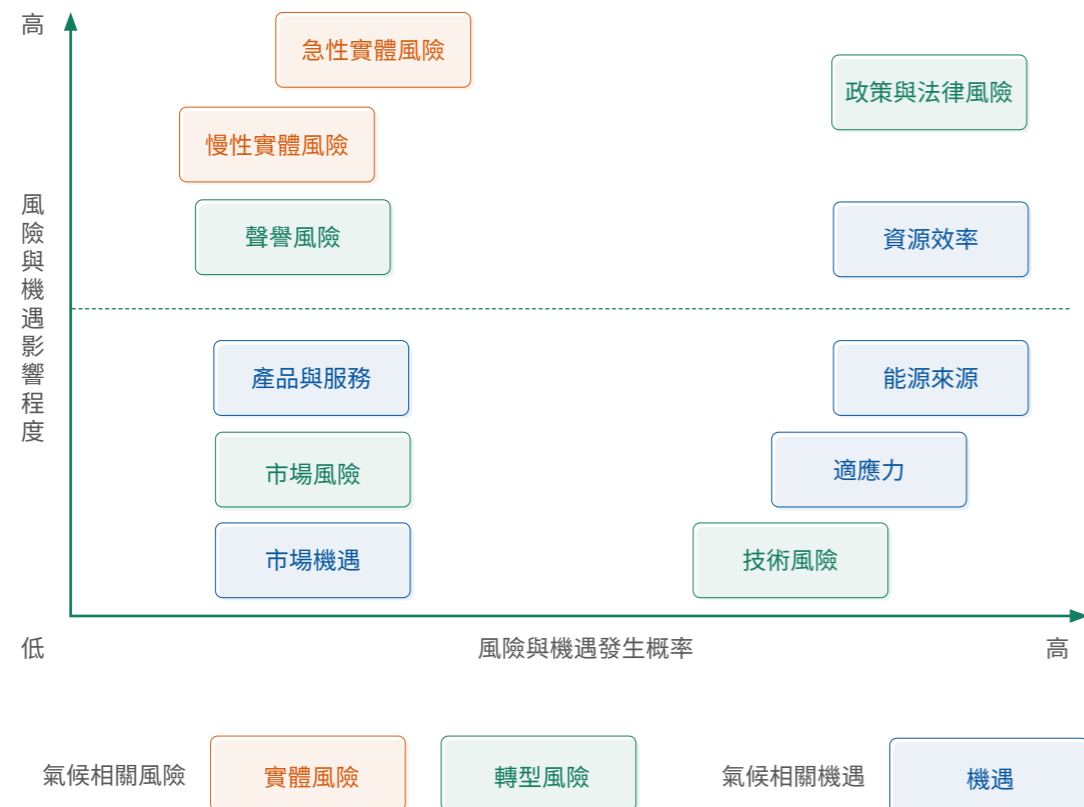 高
急性實體風險
政策與法律風險
慢性實體風險
聲譽風險
資源效率
風險與機遇影響程度
產品與服務
能源來源
市場風險
適應力
市場機遇
技術風險
低
風險與機遇發生概率
高
氣候相關風險
實體風險
轉型風險
氣候相關機遇
機遇